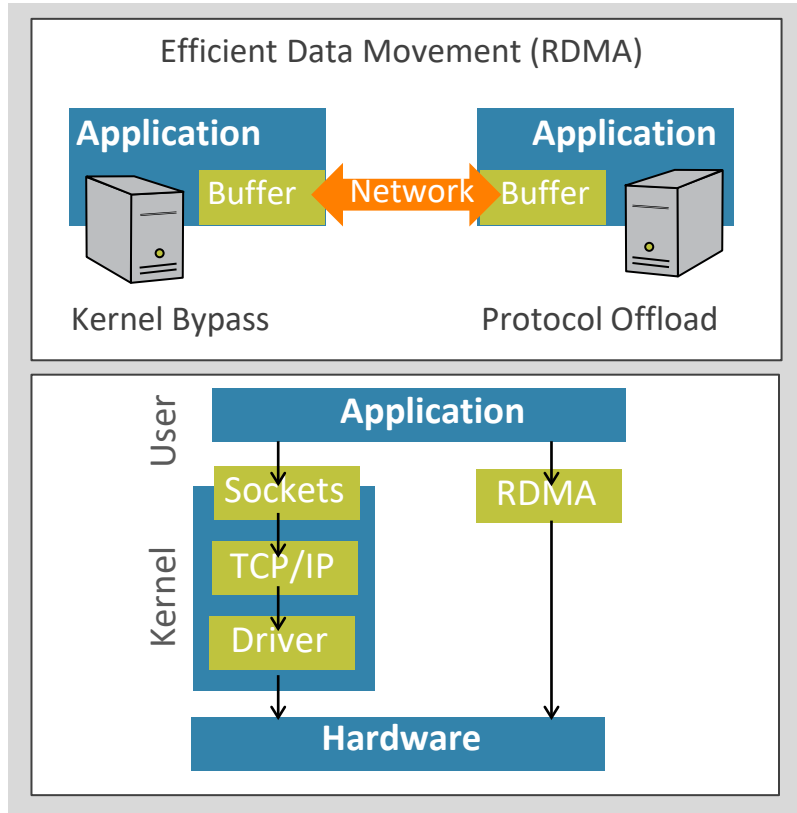 Efficient Data Movement (RDMA)
Application
Application
Buffer
Network
Buffer
Kernel Bypass
Protocol Offload
User
Application
Sockets
RDMA
Kernel
TCP/IP
Driver
Hardware